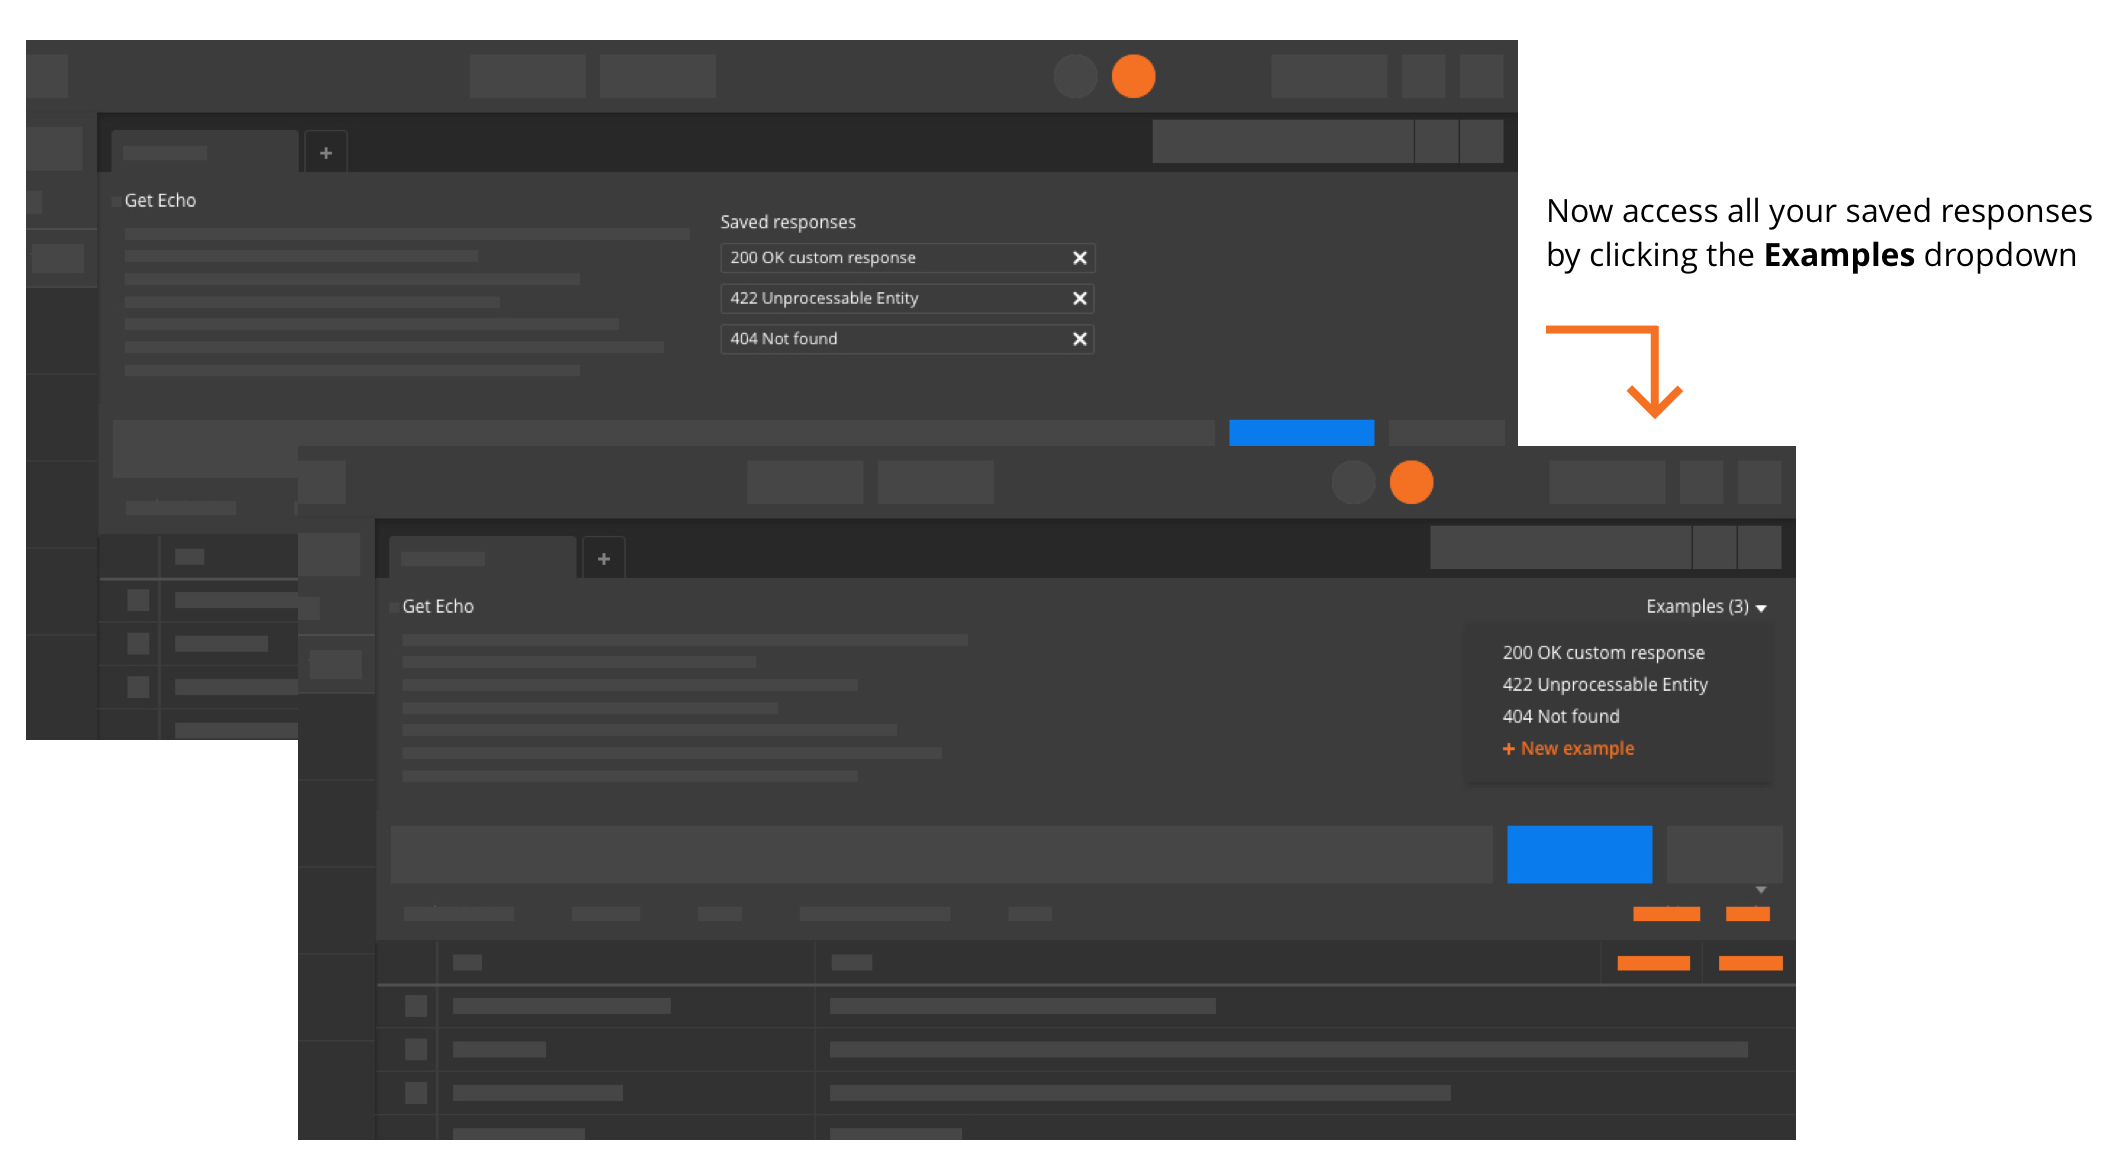 Get Echo
Saved responses
200 OK custom response
422 Unprocessable Entity
404 Not found
Now access all your saved responses
by clicking the Examples dropdown
Get Echo
Examples (3)
200 OK custom response
422 Unprocessable Entity
404 Not found
+ New example